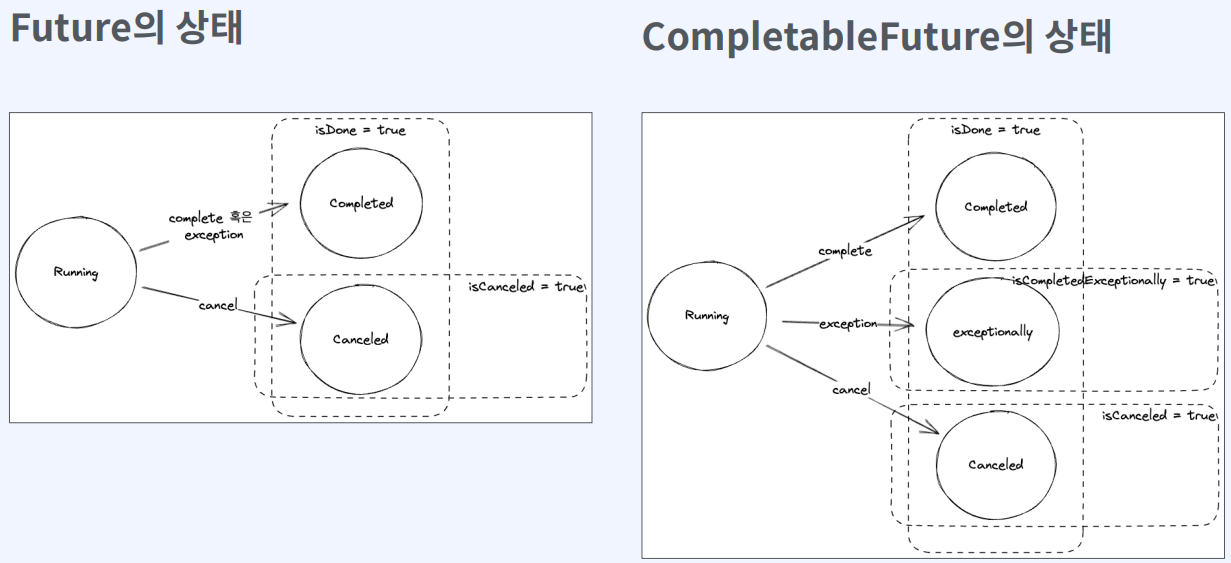 Future의 상태
isDone = true
Completed
complete 혹은
exception
Running
isCanceled = true
cancel
Canceled
CompletableFuture의 상태
isDone = true
Completed
complete
isCompletedExceptionally = true
Running
exception
exceptionally
cancel
isCanceled = true
Canceled